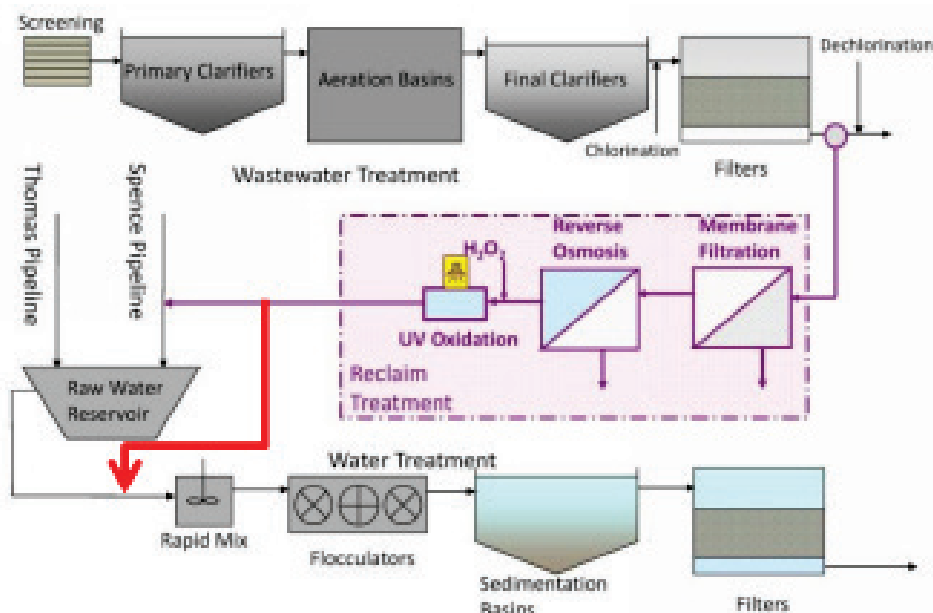 Screening
Primary Clarifiers
Aeration Basins
Final Clarifiers
Dechlorination
Chlorination
Filters
Wastewater Treatment
Thomas Pipeline
Spence Pipeline
Reverse
Osmosis
Membrane
Filtration
H₂O₂
UV Oxidation
Reclaim
Treatment
Raw Water
Reservoir
Water Treatment
Rapid Mix
Flocculators
Sedimentation
Basins
Filters